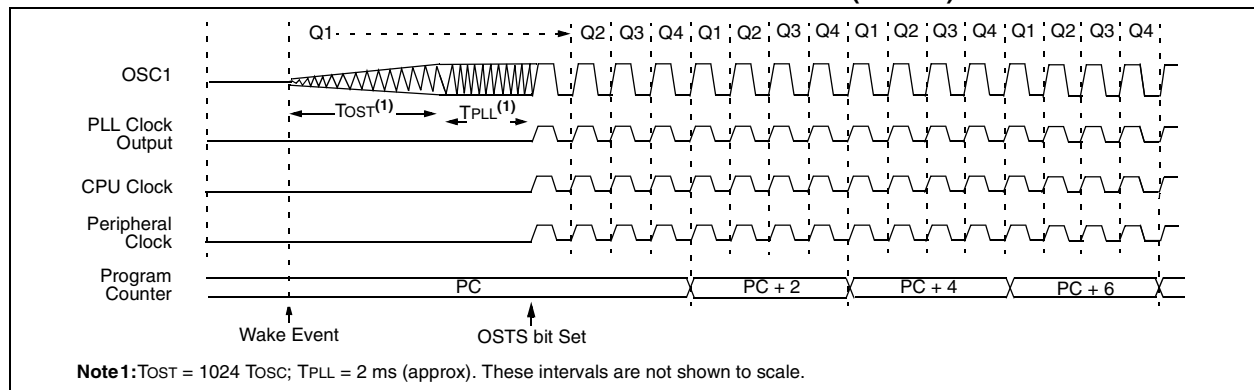 Q1 Q2 Q3 Q4 Q1 Q2 Q3 Q4 Q1 Q2 Q3 Q4 Q1 Q2 Q3 Q4
OSC1
TOST(1) TPLL(1)
PLL Clock
Output
CPU Clock
Peripheral
Clock
Program
Counter
PC PC + 2 PC + 4 PC + 6
Wake Event OSTS bit Set
Note1:TOST = 1024 TOSC; TPLL = 2 ms (approx). These intervals are not shown to scale.